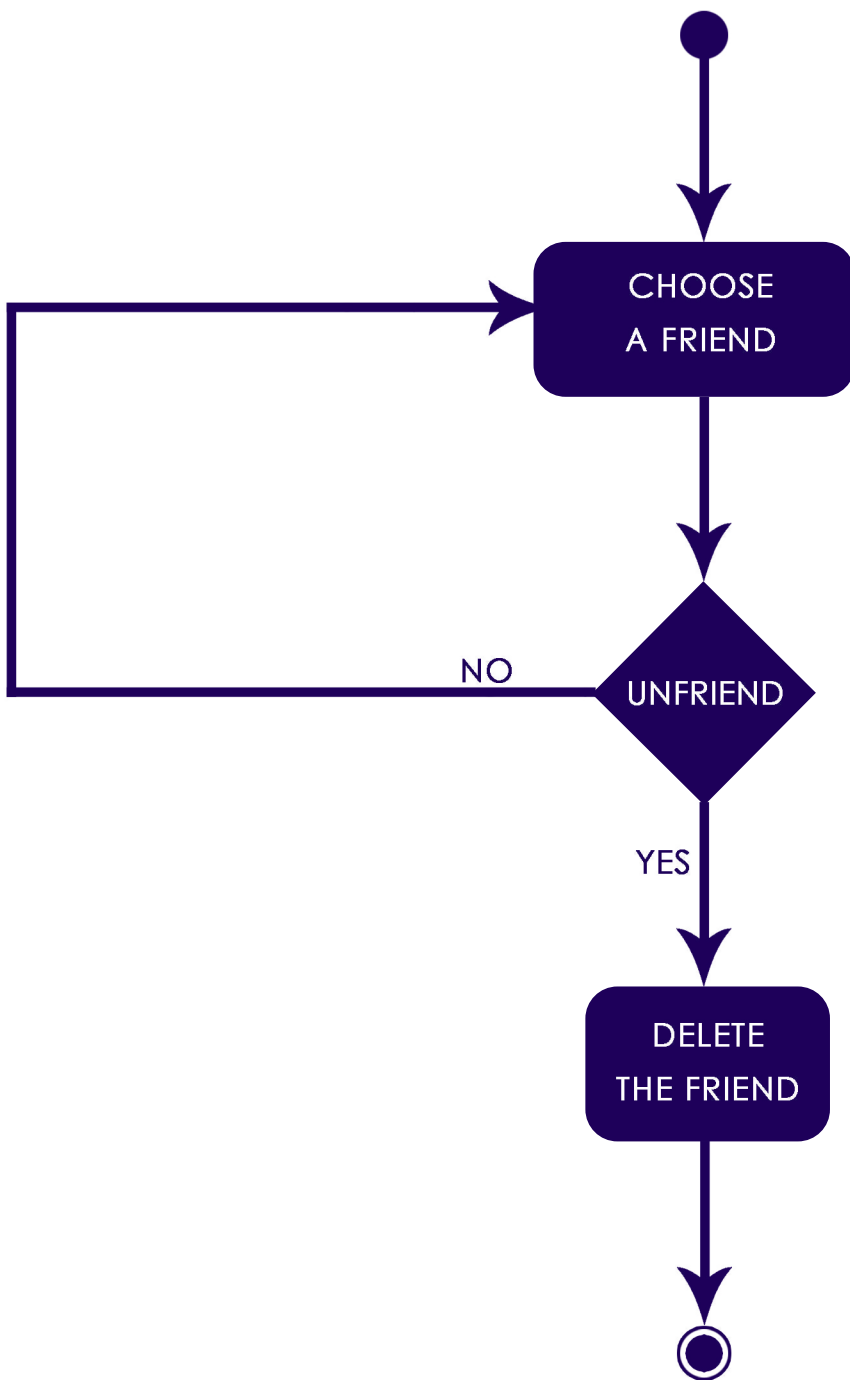 CHOOSE
A FRIEND
NO
UNFRIEND
YES
DELETE
THE FRIEND